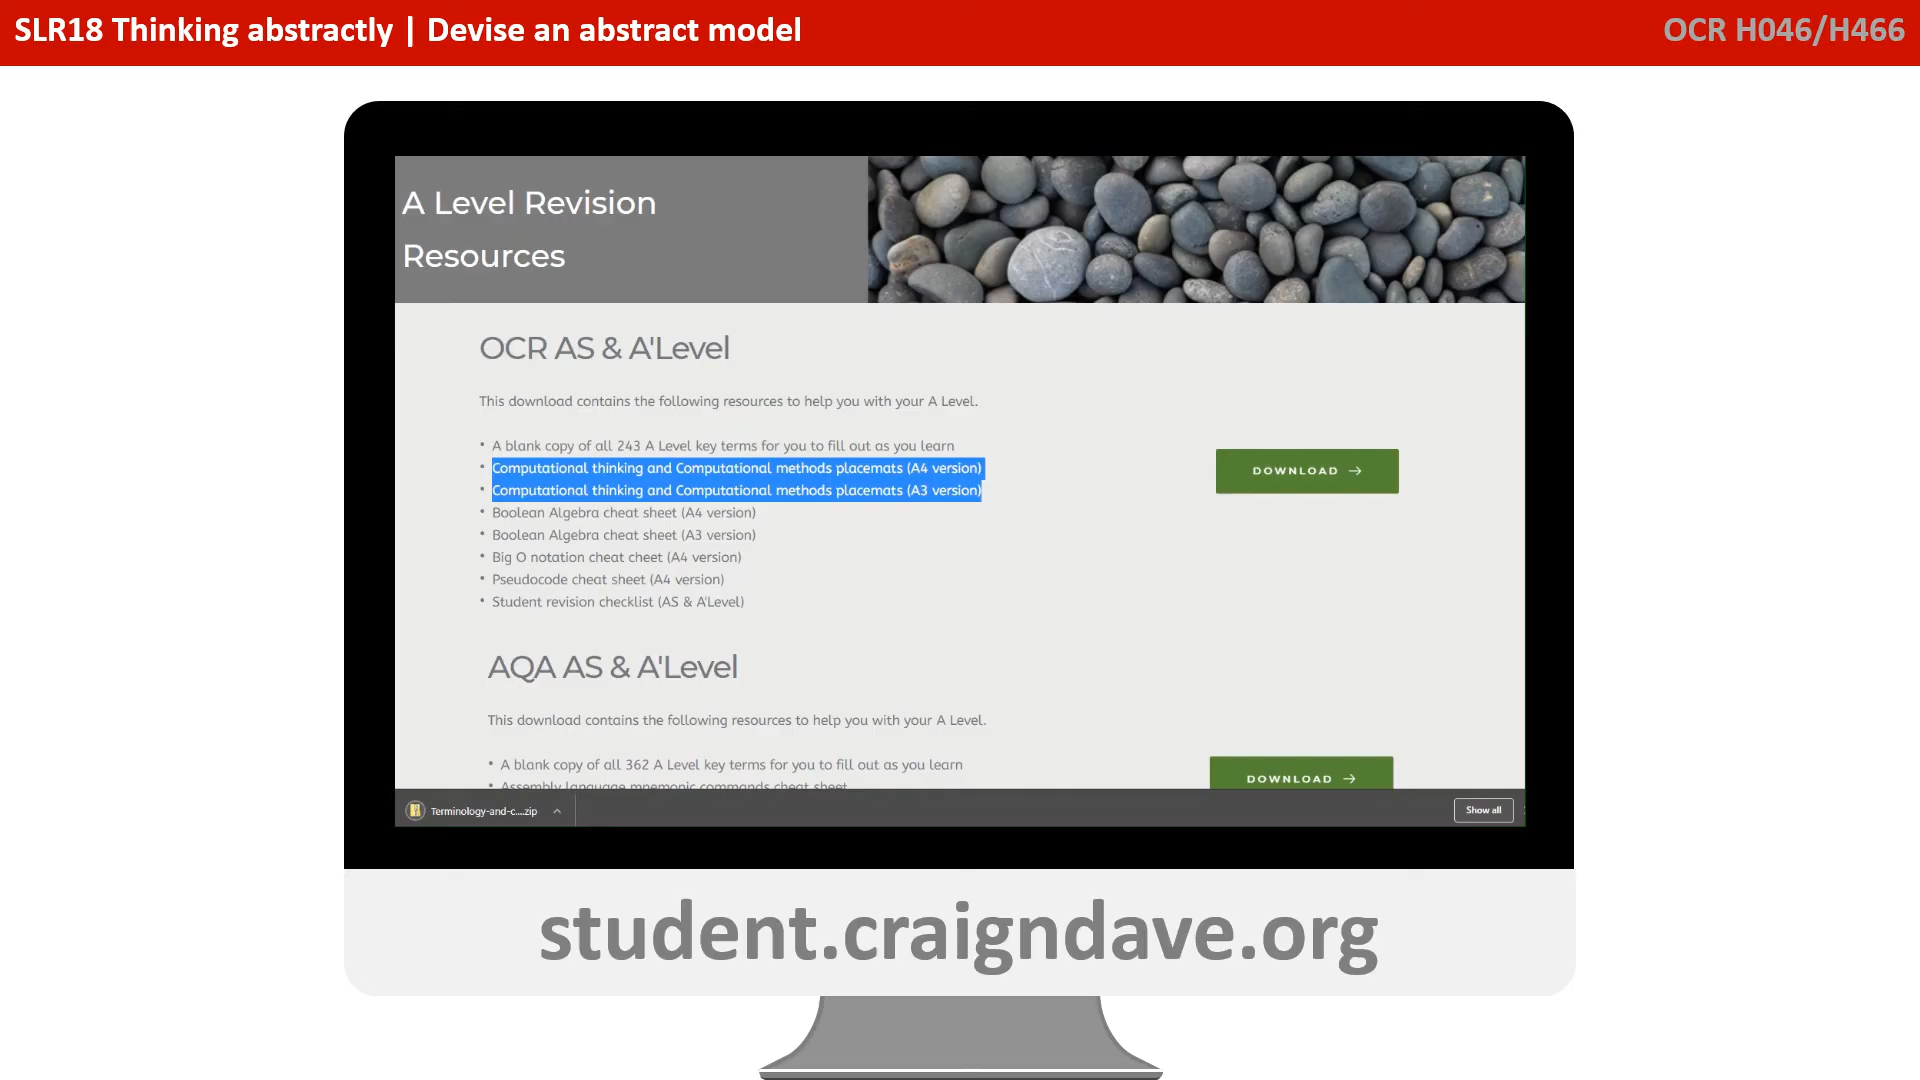 SLR18 Thinking abstractly | Devise an abstract model
OCR H046/H466
A Level Revision
Resources
OCR AS & A'Level
This download contains the following resources to help you with your A Level.
• A blank copy of all 243 A Level key terms for you to fill out as you learn
• Computational thinking and Computational methods placemats (A4 version)
DOWNLOAD →
• Computational thinking and Computational methods placemats (A3 version)
• Boolean Algebra cheat sheet (A4 version)
• Boolean Algebra cheat sheet (A3 version)
• Big O notation cheat cheet (A4 version)
• Pseudocode cheat sheet (A4 version)
• Student revision checklist (AS & A'Level)
AQA AS & A'Level
This download contains the following resources to help you with your A Level.
• A blank copy of all 362 A Level key terms for you to fill out as you learn
DOWNLOAD →
• Assembly language mnemonic commands cheat sheet
Terminology-and-c....zip
Show all
student.craigndave.org